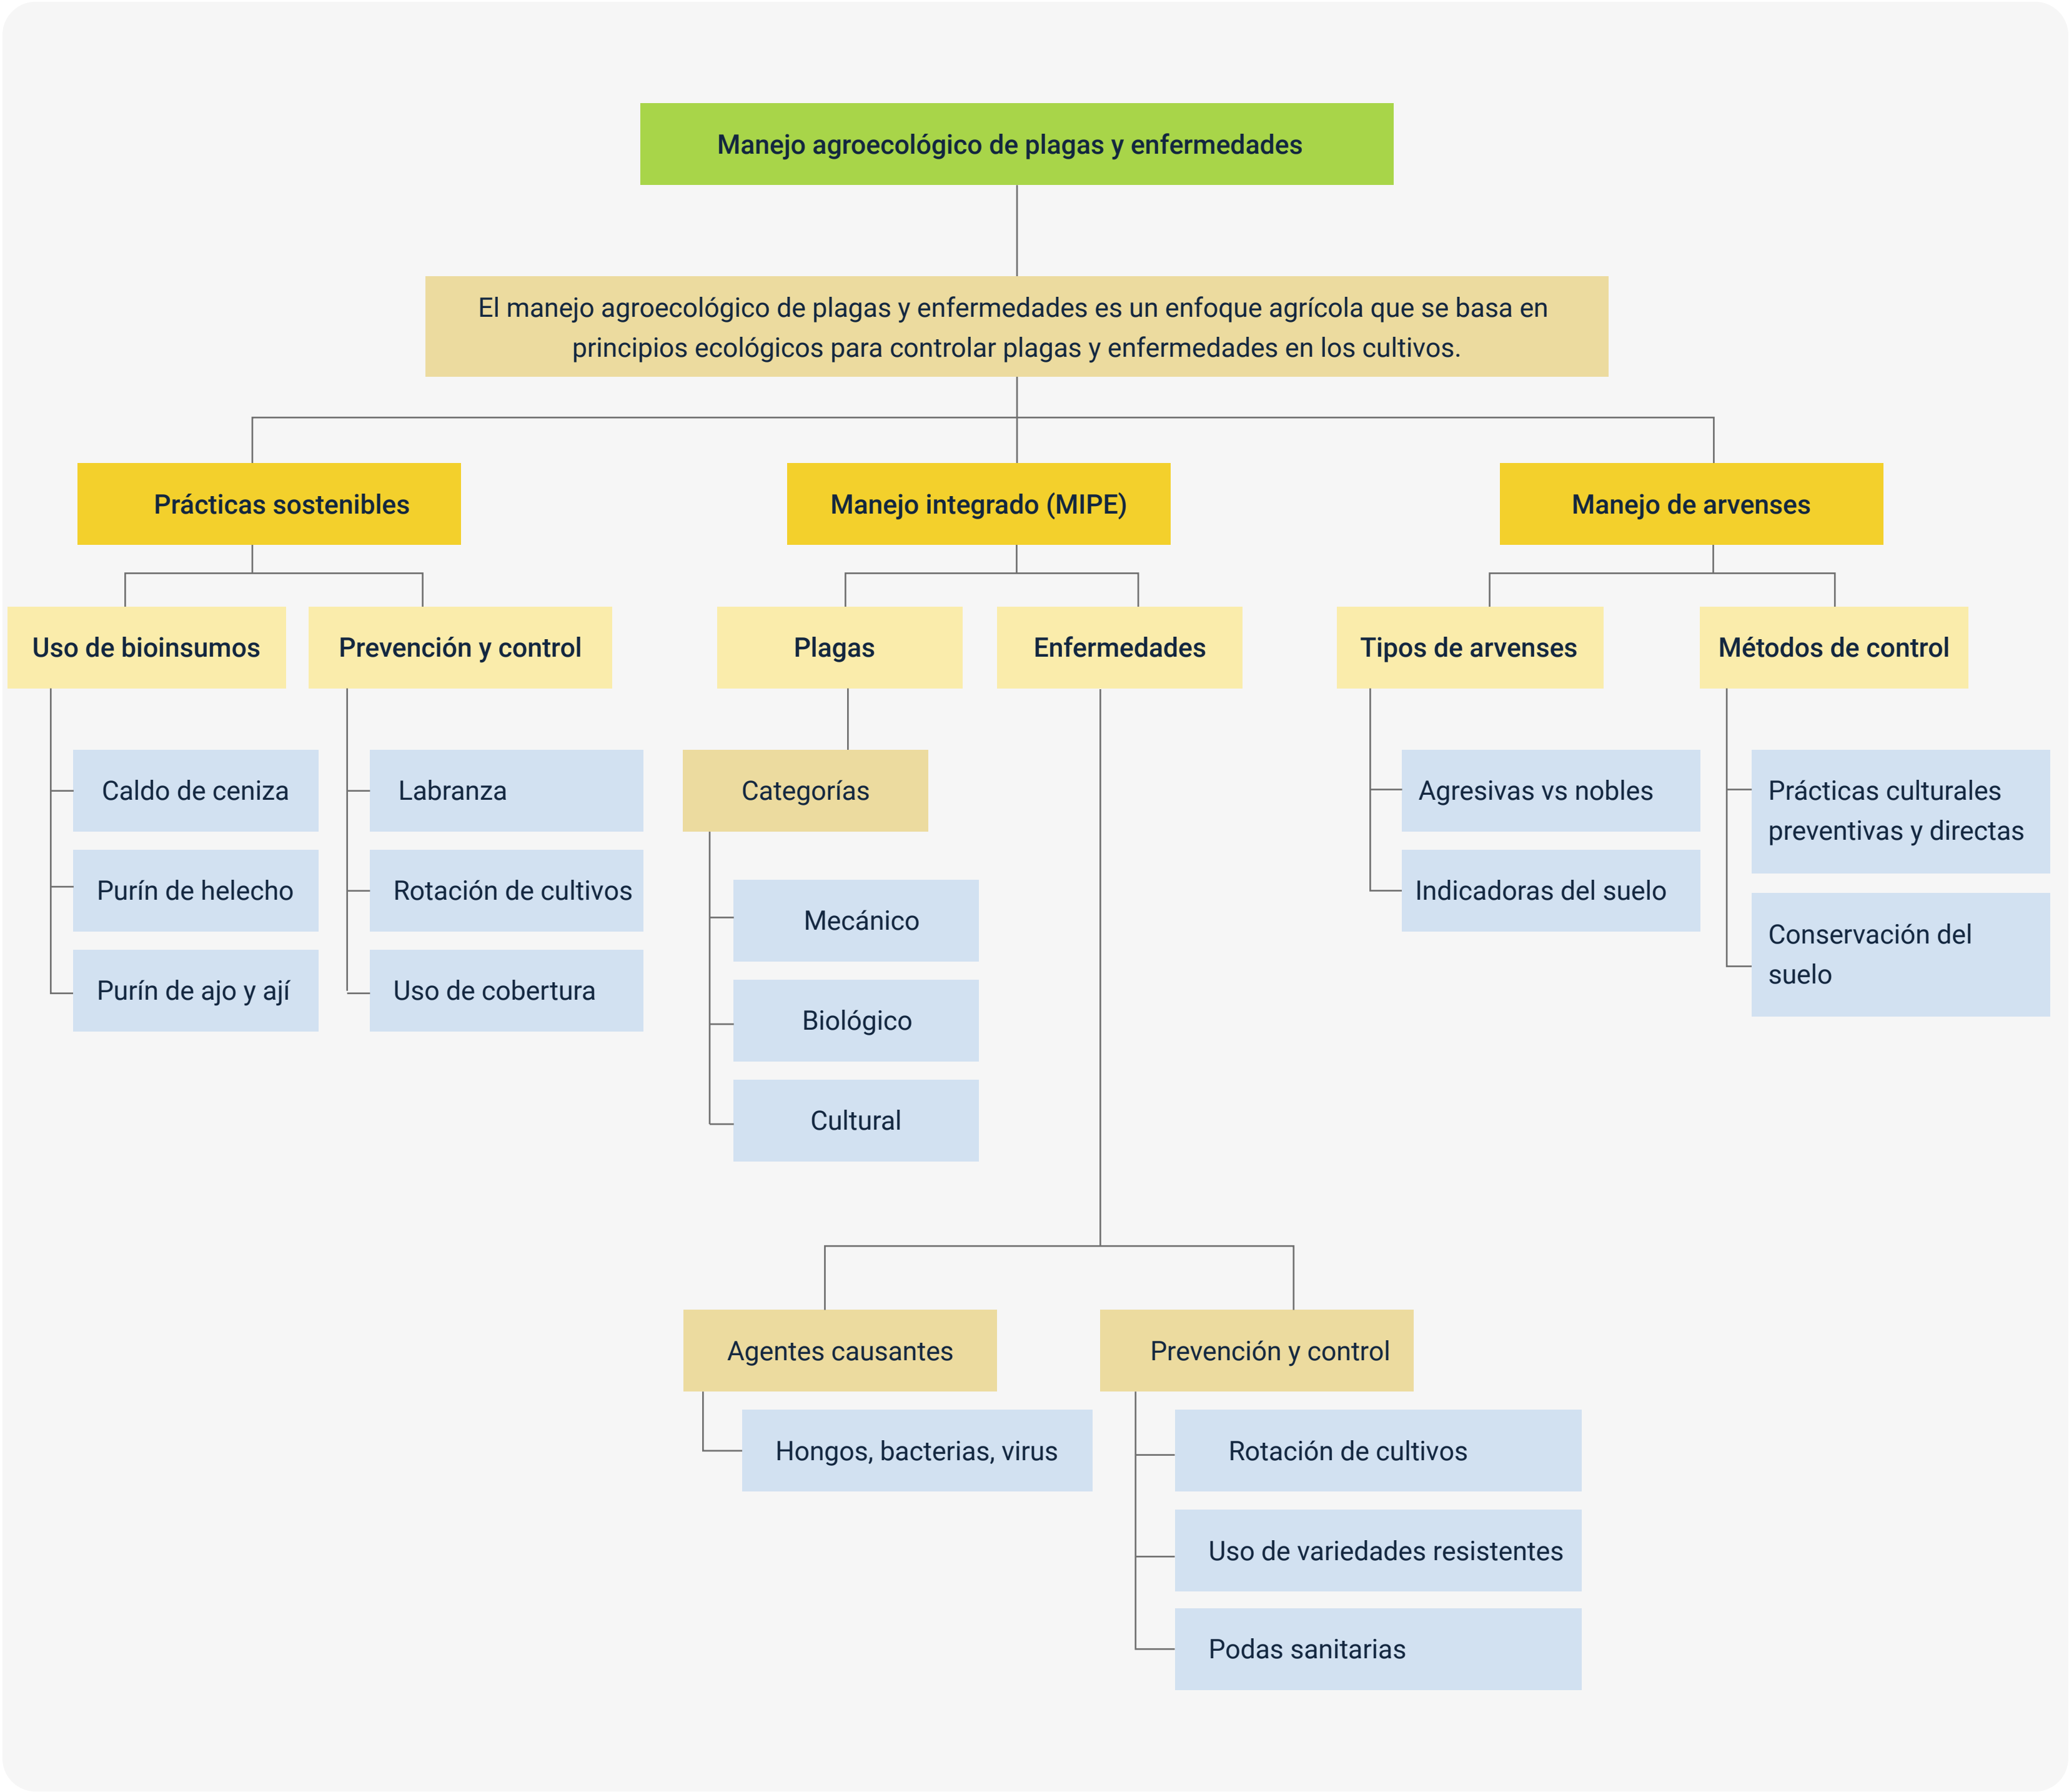 Manejo agroecológico de plagas y enfermedades
El manejo agroecológico de plagas y enfermedades es un enfoque agrícola que se basa en
principios ecológicos para controlar plagas y enfermedades en los cultivos.
Prácticas sostenibles
Uso de bioinsumos
Caldo de ceniza
Purín de helecho
Purín de ajo y ají
Prevención y control
Labranza
Rotación de cultivos
Uso de cobertura
Manejo integrado (MIPE)
Plagas
Categorías
Mecánico
Biológico
Cultural
Enfermedades
Agentes causantes
Hongos, bacterias, virus
Prevención y control
Rotación de cultivos
Uso de variedades resistentes
Podas sanitarias
Manejo de arvenses
Tipos de arvenses
Agresivas vs nobles
Indicadoras del suelo
Métodos de control
Prácticas culturales
preventivas y directas
Conservación del
suelo